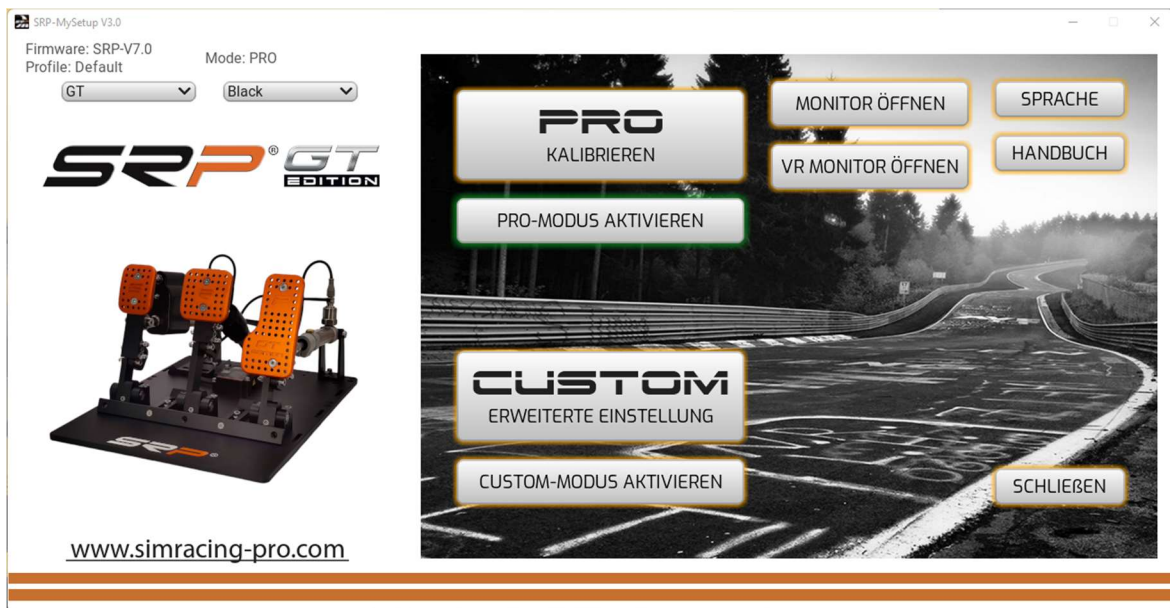 SRP-MySetup V3.0
Firmware: SRP-V7.0
Profile: Default
Mode: PRO
GT
Black
SRP® GT
EDITION
SRP®
www.simracing-pro.com
PRO
KALIBRIEREN
PRO-MODUS AKTIVIEREN
MONITOR ÖFFNEN
VR MONITOR ÖFFNEN
SPRACHE
HANDBUCH
CUSTOM
ERWEITERTE EINSTELLUNG
CUSTOM-MODUS AKTIVIEREN
SCHLIEßEN